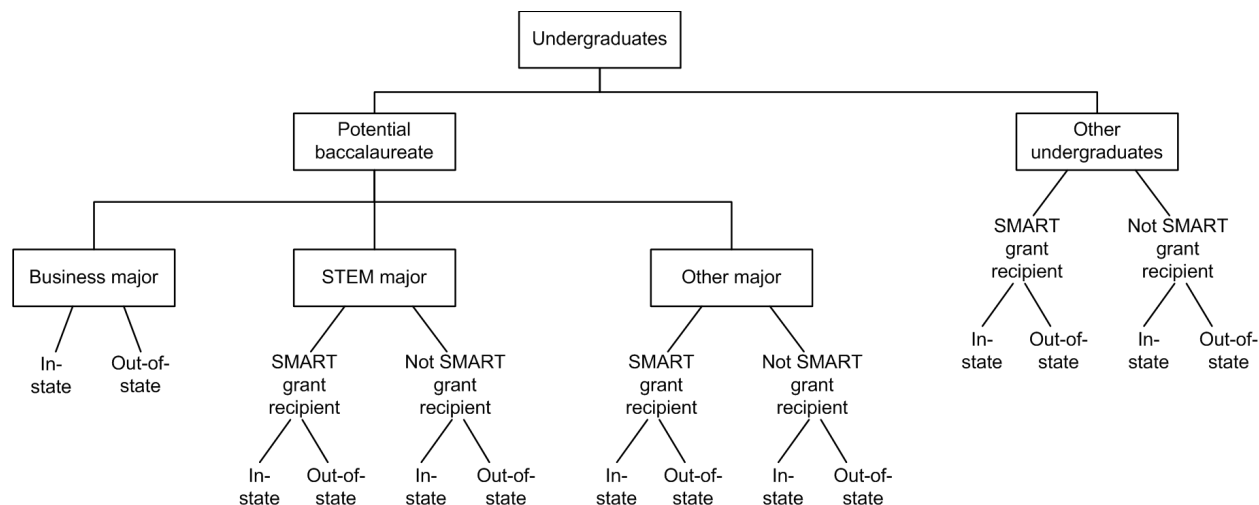 Undergraduates
Potential
baccalaureate
Other
undergraduates
Business major
In-
state
Out-of-
state
STEM major
SMART
grant
recipient
In-
state
Out-of-
state
Not SMART
grant
recipient
In-
state
Out-of-
state
Other major
SMART
grant
recipient
In-
state
Out-of-
state
Not SMART
grant
recipient
In-
state
Out-of-
state
SMART
grant
recipient
In-
state
Out-of-
state
Not SMART
grant
recipient
In-
state
Out-of-
state